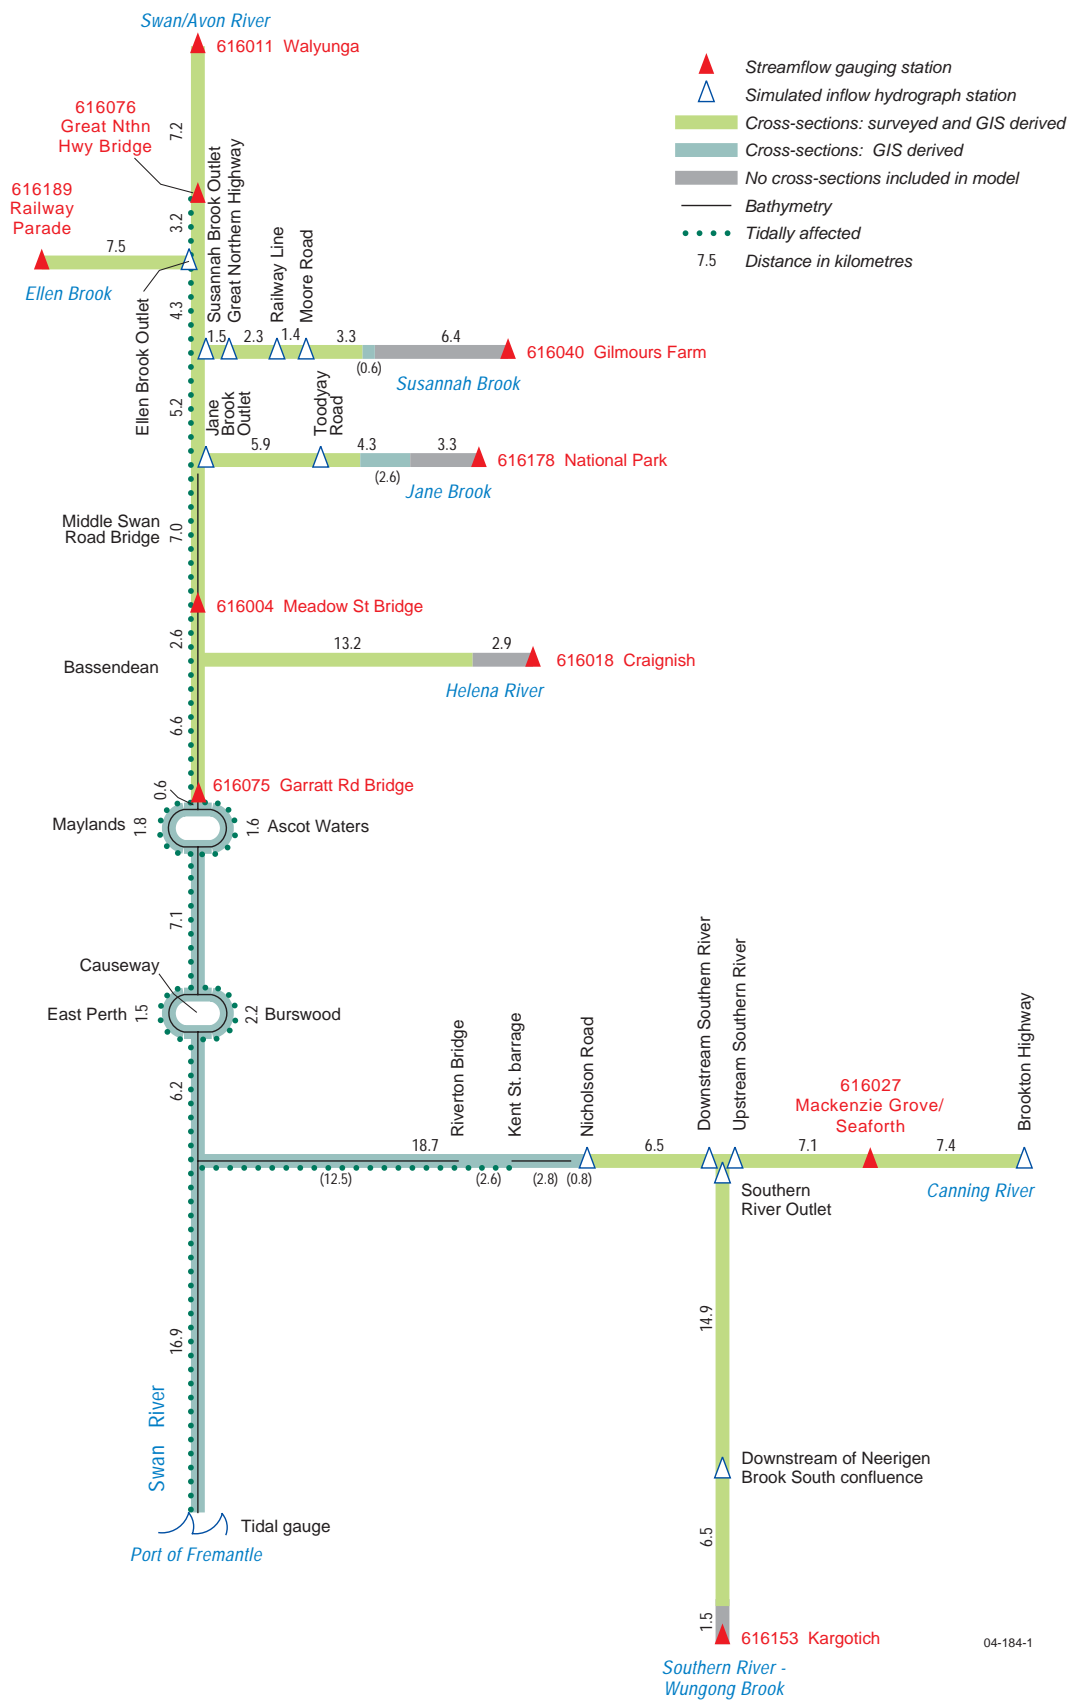 Swan/Avon River
616011 Walyunga
616076
Great Nthn
Hwy Bridge
7.2
616189
Railway
Parade
3.2
7.5
Ellen Brook
Ellen Brook Outlet
4.3
Susannah Brook Outlet
Great Northern Highway
Railway Line
Moore Road
1.5
2.3
1.4
3.3
(0.6)
6.4
616040 Gilmours Farm
Susannah Brook
5.2
Jane
Brook
Outlet
Toodyay
Road
5.9
4.3
(2.6)
3.3
616178 National Park
Jane Brook
Middle Swan
Road Bridge
7.0
616004 Meadow St Bridge
2.6
Bassendean
13.2
2.9
616018 Craignish
Helena River
6.6
0.6
616075 Garratt Rd Bridge
Maylands
1.8
1.6
Ascot Waters
7.1
Causeway
East Perth
1.5
2.2
Burswood
6.2
Riverton Bridge
Kent St. barrage
Nicholson Road
Downstream Southern River
Upstream Southern River
616027
Mackenzie Grove/
Seaforth
Brookton Highway
18.7
(12.5)
(2.6)
(2.8)
(0.8)
6.5
7.1
7.4
Canning River
Southern
River Outlet
14.9
16.9
Swan River
Downstream of Neerigen
Brook South confluence
6.5
Tidal gauge
Port of Fremantle
1.5
616153 Kargotich
Southern River -
Wungong Brook
04-184-1
Streamflow gauging station
Simulated inflow hydrograph station
Cross-sections: surveyed and GIS derived
Cross-sections: GIS derived
No cross-sections included in model
Bathymetry
Tidally affected
7.5 Distance in kilometres